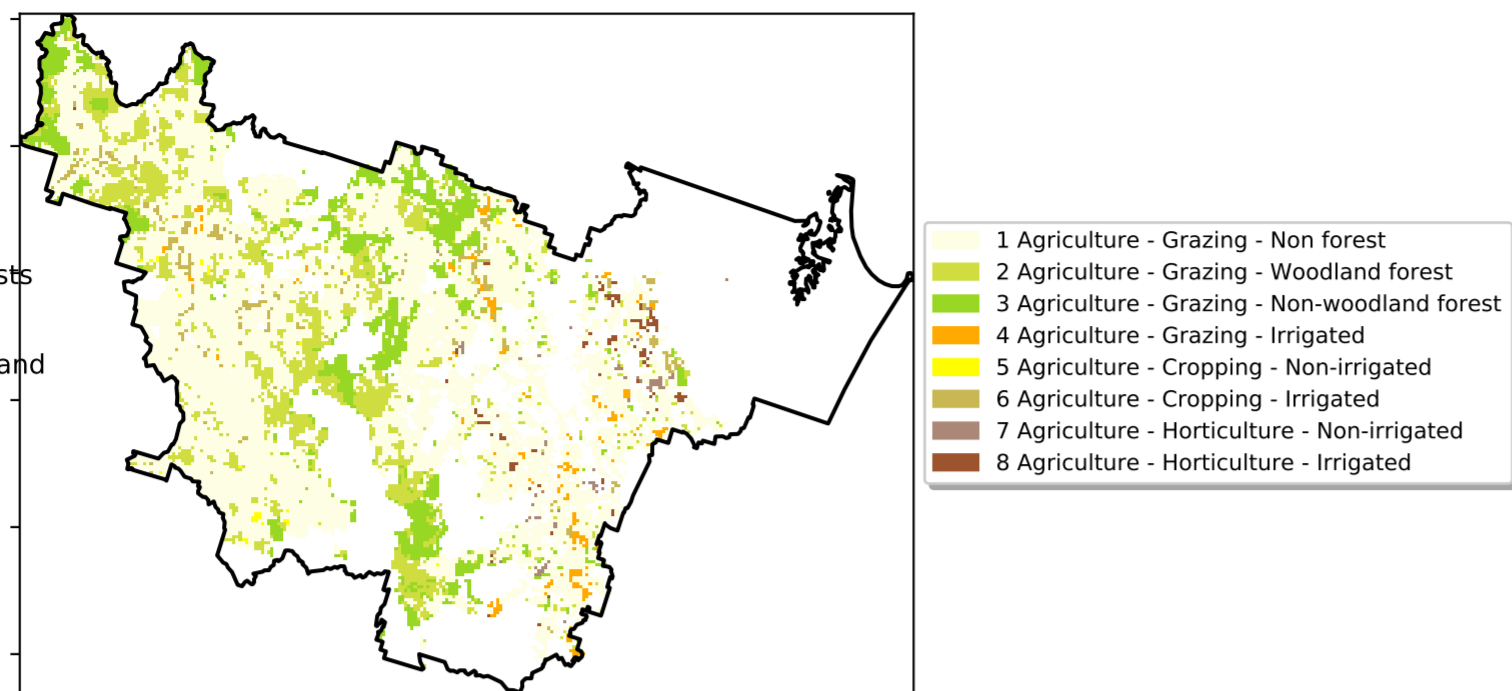 1 Agriculture - Grazing - Non forest
2 Agriculture - Grazing - Woodland forest
sts
3 Agriculture - Grazing - Non-woodland forest
4 Agriculture - Grazing - Irrigated
and
5 Agriculture - Cropping - Non-irrigated
6 Agriculture - Cropping - Irrigated
7 Agriculture - Horticulture - Non-irrigated
8 Agriculture - Horticulture - Irrigated